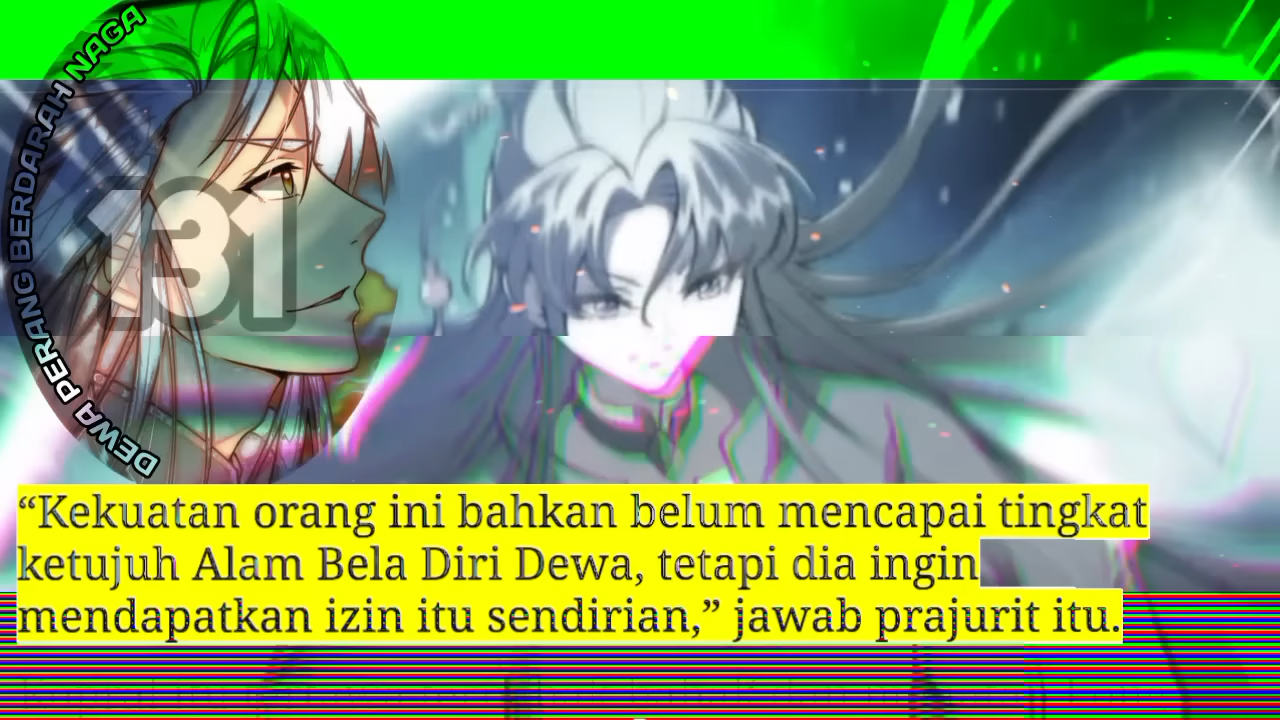 DEWA PERANG BERDARAH NAGA
131
“Kekuatan orang ini bahkan belum mencapai tingkat
ketujuh Alam Bela Diri Dewa, tetapi dia ingin
mendapatkan izin itu sendirian,” jawab prajurit itu.